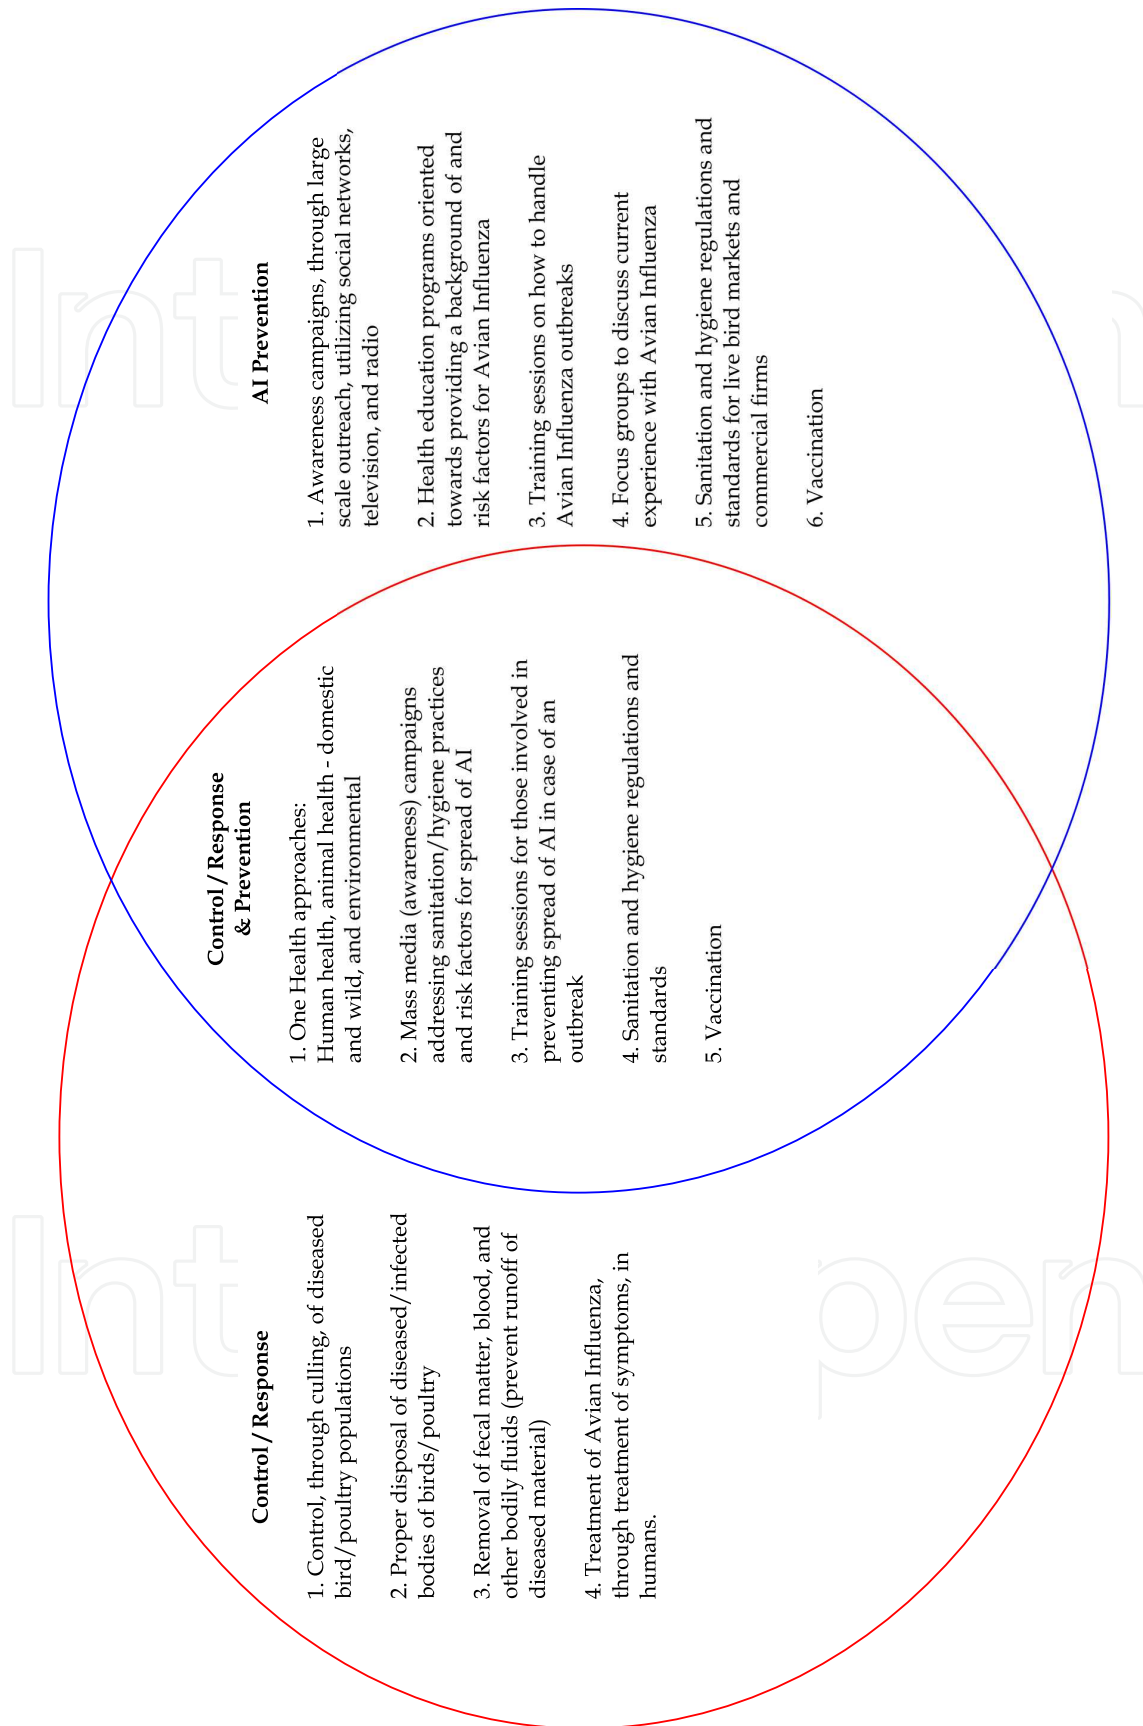 Control / Response
1. Control, through culling, of diseased
bird/poultry populations
2. Proper disposal of diseased/infected
bodies of birds/poultry
3. Removal of fecal matter, blood, and
other bodily fluids (prevent runoff of
diseased material)
4. Treatment of Avian Influenza,
through treatment of symptoms, in
humans.
Control / Response
& Prevention
1. One Health approaches:
Human health, animal health - domestic
and wild, and environmental
2. Mass media (awareness) campaigns
addressing sanitation/hygiene practices
and risk factors for spread of AI
3. Training sessions for those involved in
preventing spread of AI in case of an
outbreak
4. Sanitation and hygiene regulations and
standards
5. Vaccination
AI Prevention
1. Awareness campaigns, through large
scale outreach, utilizing social networks,
television, and radio
2. Health education programs oriented
towards providing a background of and
risk factors for Avian Influenza
3. Training sessions on how to handle
Avian Influenza outbreaks
4. Focus groups to discuss current
experience with Avian Influenza
5. Sanitation and hygiene regulations and
standards for live bird markets and
commercial firms
6. Vaccination